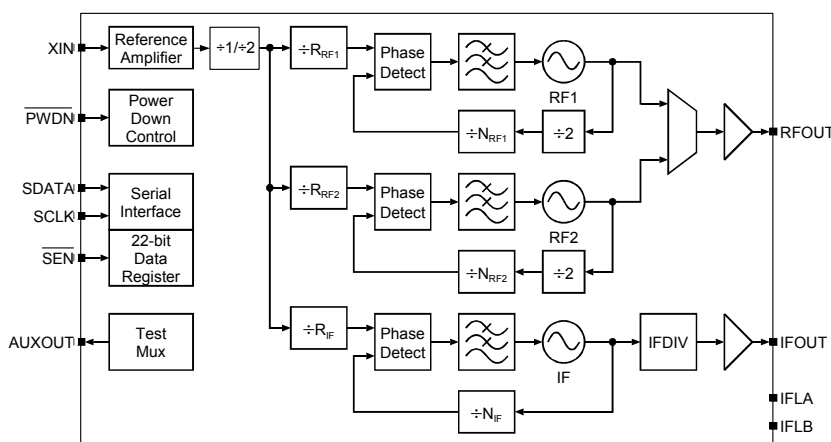 XIN
Reference
Amplifier
÷1/÷2
÷R_RF1
Phase
Detect
RF1
÷N_RF1
÷2
PWDN
Power
Down
Control
RFOUT
SDATA
SCLK
Serial
Interface
SEN
22-bit
Data
Register
÷R_RF2
Phase
Detect
RF2
÷N_RF2
÷2
AUXOUT
Test
Mux
÷R_IF
Phase
Detect
IF
÷N_IF
IFDIV
IFOUT
IFLA
IFLB